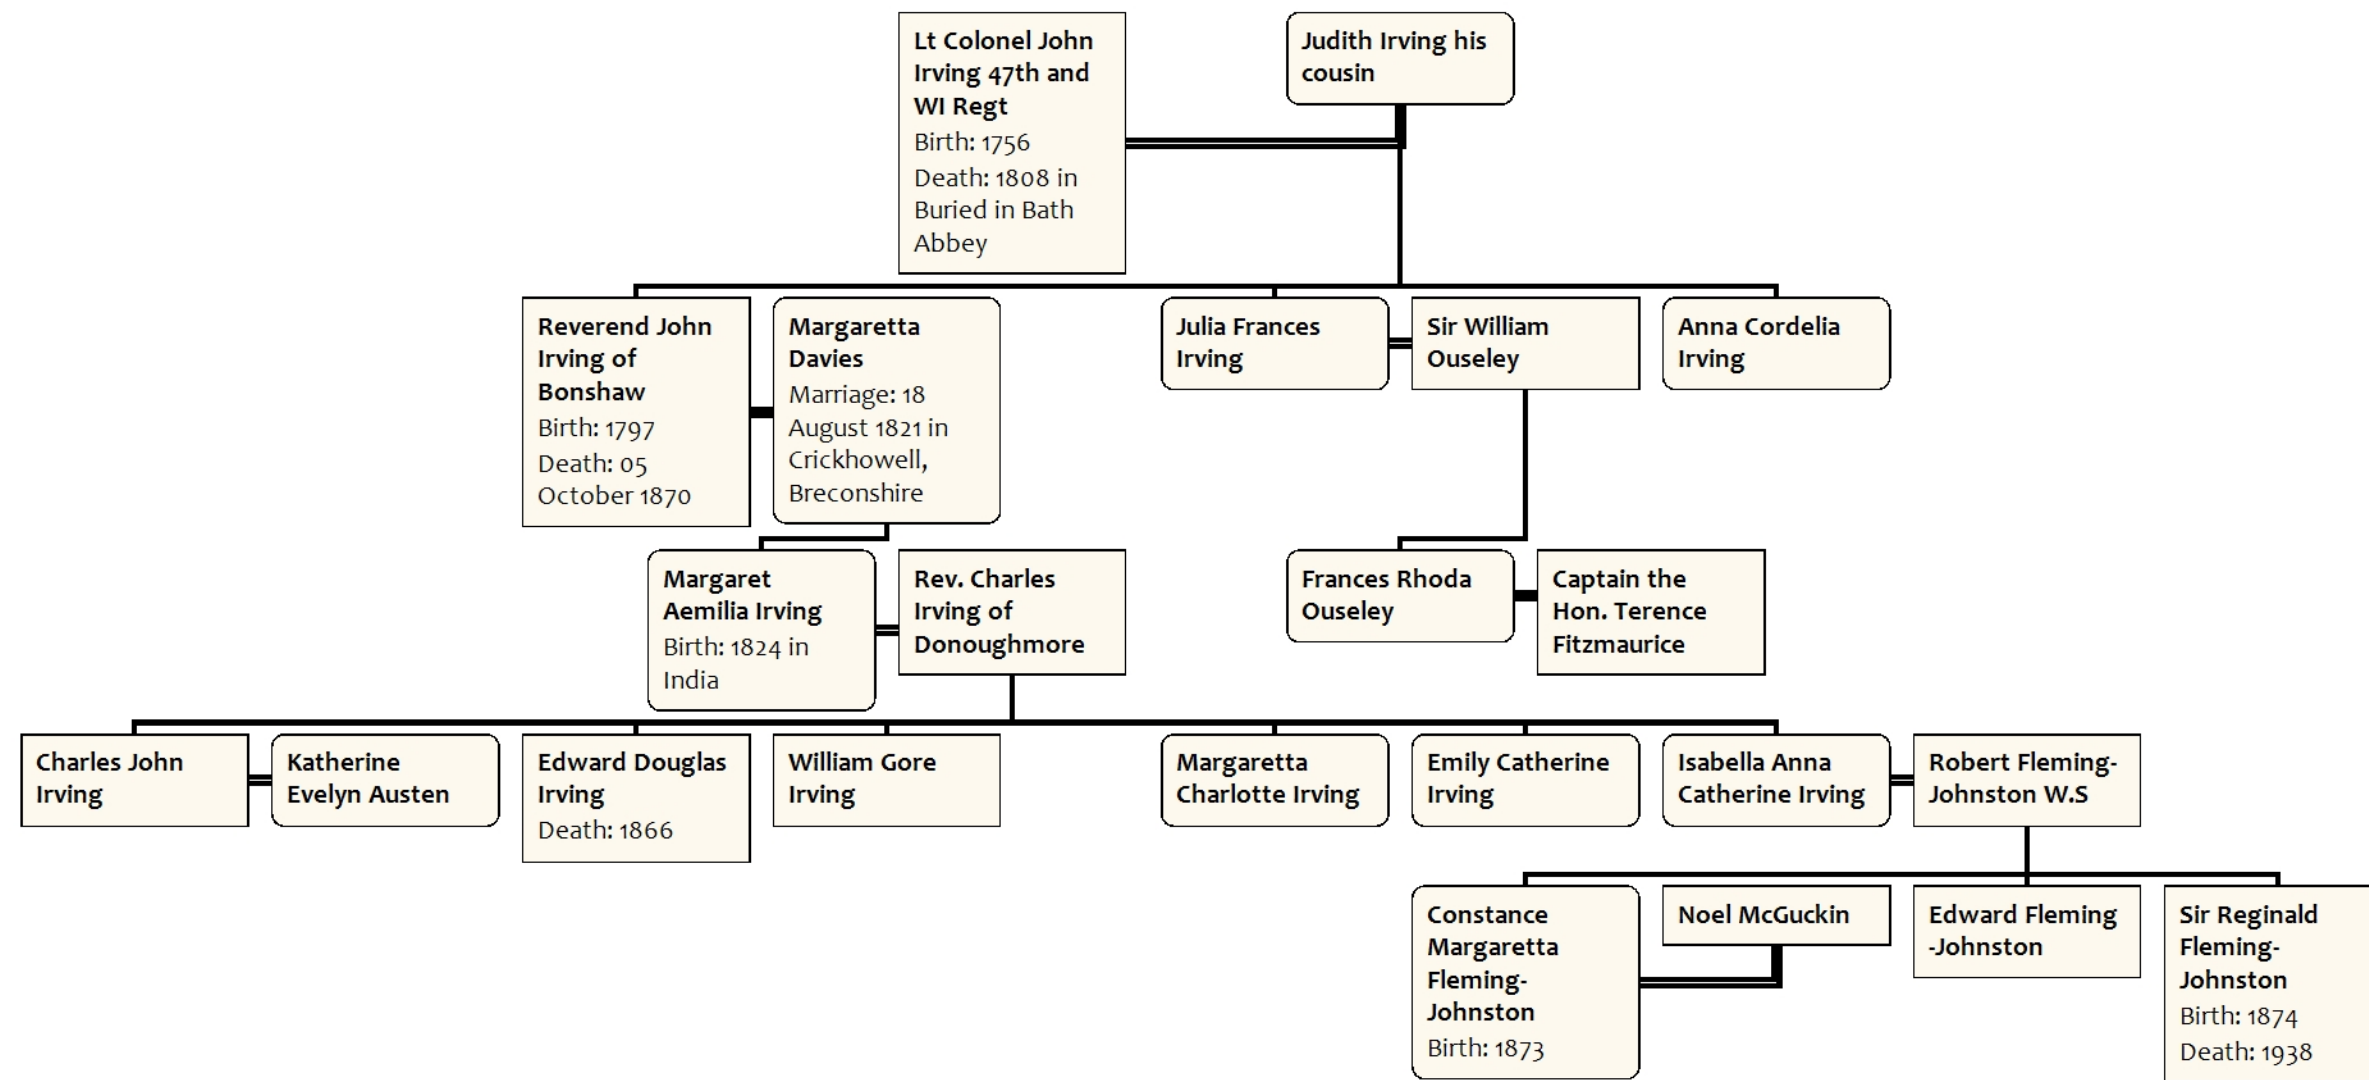 Lt Colonel John
Irving 47th and
WI Regt
Birth: 1756
Death: 1808 in
Buried in Bath
Abbey
Judith Irving his
cousin
Reverend John
Irving of
Bonshaw
Birth: 1797
Death: 05
October 1870
Margaretta
Davies
Marriage: 18
August 1821 in
Crickhowell,
Breconshire
Julia Frances
Irving
Sir William
Ouseley
Anna Cordelia
Irving
Margaret
Aemilia Irving
Birth: 1824 in
India
Rev. Charles
Irving of
Donoughmore
Frances Rhoda
Ouseley
Captain the
Hon. Terence
Fitzmaurice
Charles John
Irving
Katherine
Evelyn Austen
Edward Douglas
Irving
Death: 1866
William Gore
Irving
Margaretta
Charlotte Irving
Emily Catherine
Irving
Isabella Anna
Catherine Irving
Robert Fleming-
Johnston W.S
Constance
Margaretta
Fleming-
Johnston
Birth: 1873
Noel McGuckin
Edward Fleming
-Johnston
Sir Reginald
Fleming-
Johnston
Birth: 1874
Death: 1938